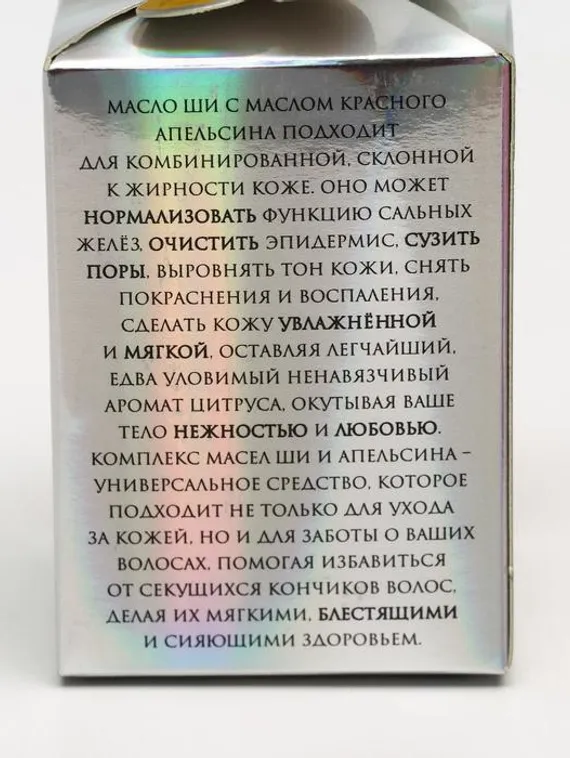 МАСЛО ШИ С МАСЛОМ КРАСНОГО
АПЕЛЬСИНА ПОДХОДИТ
ДЛЯ КОМБИНИРОВАННОЙ, СКЛОННОЙ
К ЖИРНОСТИ КОЖЕ. ОНО МОЖЕТ
НОРМАЛИЗОВАТЬ ФУНКЦИЮ САЛЬНЫХ
ЖЕЛЁЗ, ОЧИСТИТЬ ЭПИДЕРМИС, СУЗИТЬ
ПОРЫ, ВЫРОВНЯТЬ ТОН КОЖИ, СНЯТЬ
ПОКРАСНЕНИЯ И ВОСПАЛЕНИЯ,
СДЕЛАТЬ КОЖУ УВЛАЖНЁННОЙ
И МЯГКОЙ, ОСТАВЛЯЯ ЛЕГЧАЙШИЙ,
ЕДВА УЛОВИМЫЙ НЕНАВЯЗЧИВЫЙ
АРОМАТ ЦИТРУСА, ОКУТЫВАЯ ВАШЕ
ТЕЛО НЕЖНОСТЬЮ И ЛЮБОВЬЮ.
КОМПЛЕКС МАСЕЛ ШИ И АПЕЛЬСИНА –
УНИВЕРСАЛЬНОЕ СРЕДСТВО, КОТОРОЕ
ПОДХОДИТ НЕ ТОЛЬКО ДЛЯ УХОДА
ЗА КОЖЕЙ, НО И ДЛЯ ЗАБОТЫ О ВАШИХ
ВОЛОСАХ, ПОМОГАЯ ИЗБАВИТЬСЯ
ОТ СЕКУЩИХСЯ КОНЧИКОВ ВОЛОС,
ДЕЛАЯ ИХ МЯГКИМИ, БЛЕСТЯЩИМИ
И СИЯЮЩИМИ ЗДОРОВЬЕМ.